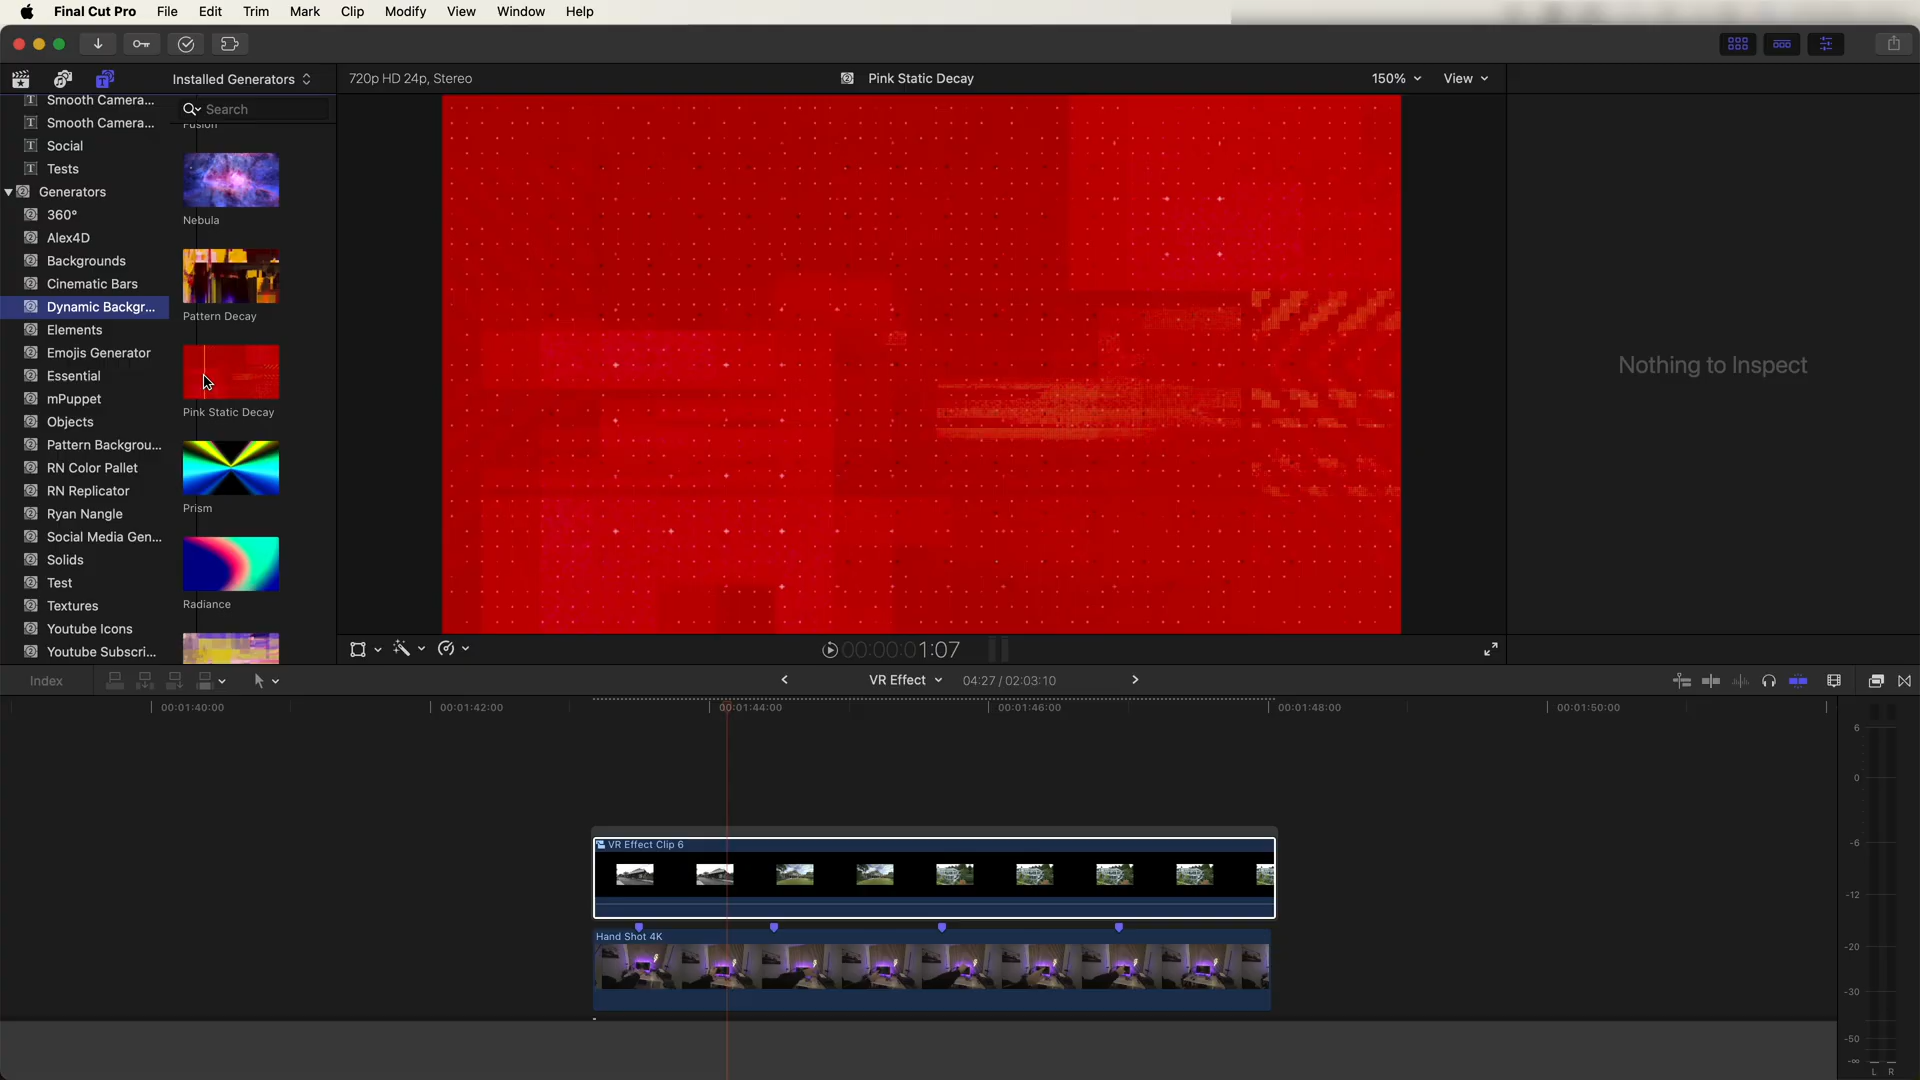 Final Cut Pro File Edit Trim Mark Clip Modify View Window Help
Installed Generators
720p HD 24p, Stereo
Pink Static Decay
150%
View
Smooth Camera...
Smooth Camera...
Social
Tests
Generators
360°
Alex4D
Backgrounds
Cinematic Bars
Dynamic Backgr...
Elements
Emojis Generator
Essential
mPuppet
Objects
Pattern Backgrou...
RN Color Pallet
RN Replicator
Ryan Nangle
Social Media Gen...
Solids
Test
Textures
Youtube Icons
Youtube Subscri...
Search
Fusion
Nebula
Pattern Decay
Pink Static Decay
Prism
Radiance
Nothing to Inspect
00:00:01:07
Index
VR Effect
04:27 / 02:03:10
00:01:40:00
00:01:42:00
00:01:44:00
00:01:46:00
00:01:48:00
00:01:50:00
VR Effect Clip 6
Hand Shot 4K
6
0
-6
-12
-20
-30
-50
-∞
L R